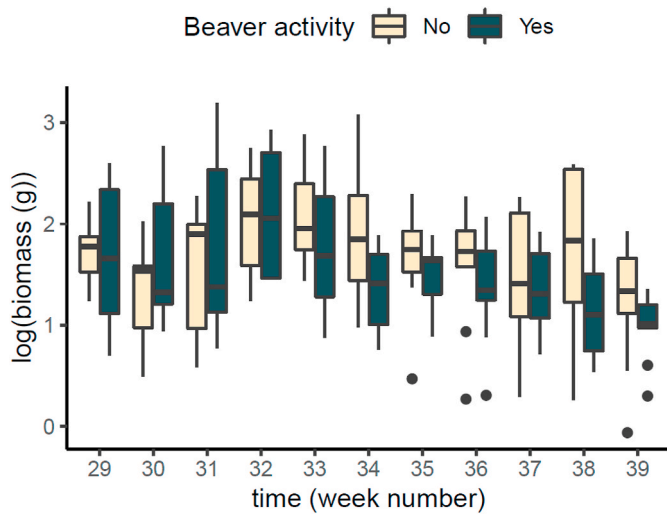 Beaver activity No Yes
log(biomass (g))
3
2
1
0
29 30 31 32 33 34 35 36 37 38 39
time (week number)